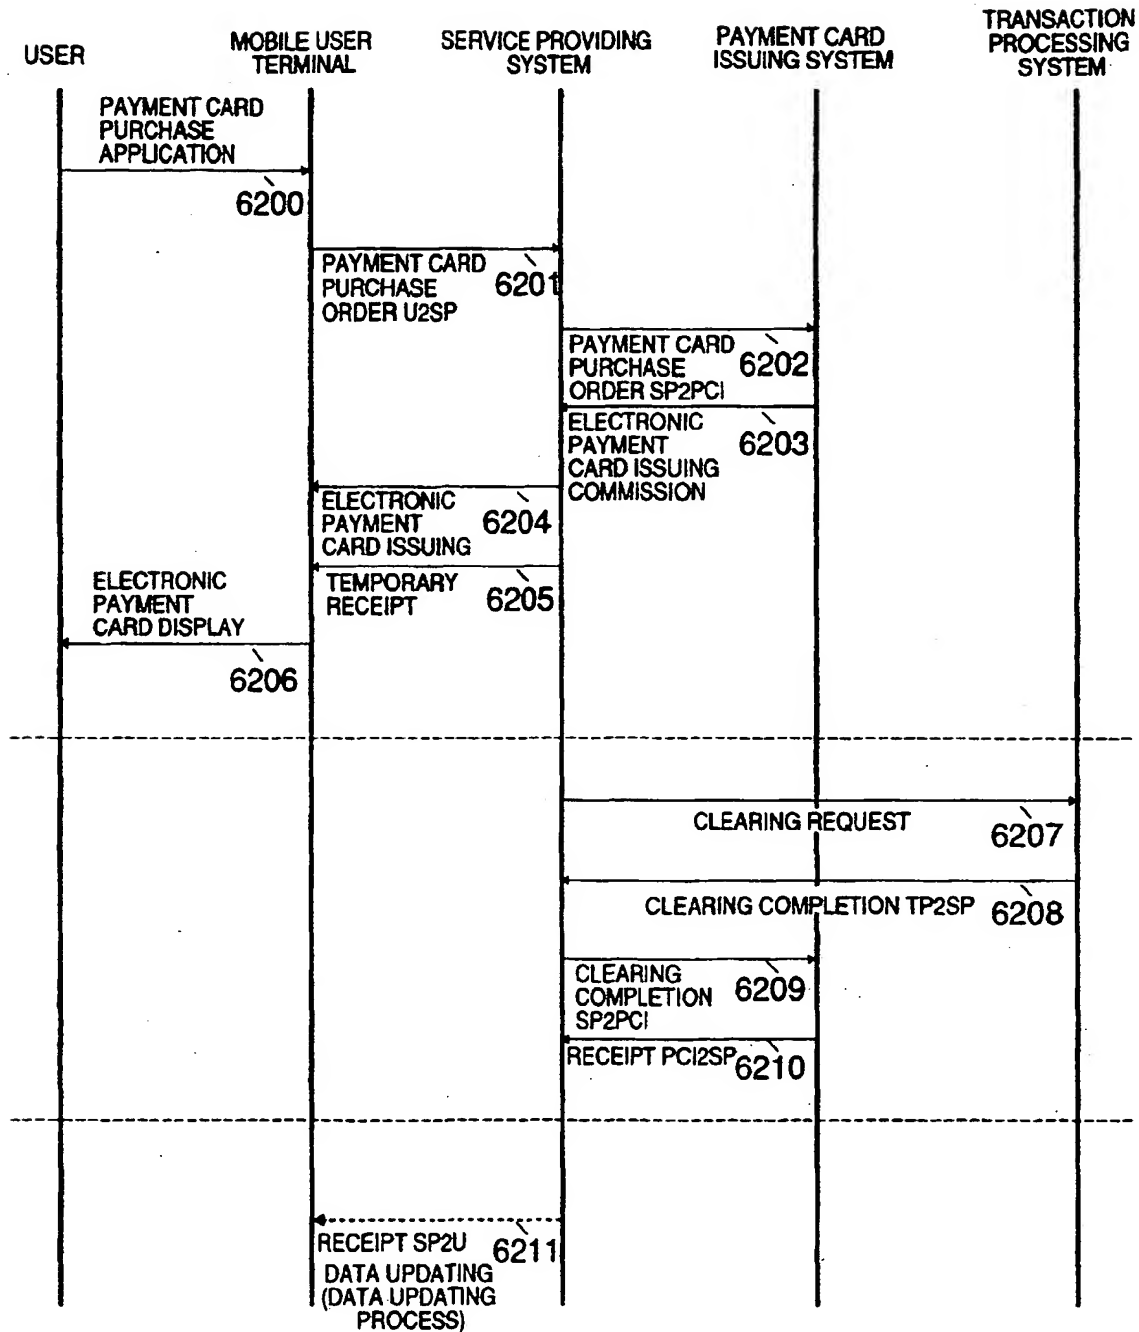 USER
MOBILE USER
TERMINAL
SERVICE PROVIDING
SYSTEM
PAYMENT CARD
ISSUING SYSTEM
TRANSACTION
PROCESSING
SYSTEM
PAYMENT CARD
PURCHASE
APPLICATION
6200
PAYMENT CARD
PURCHASE
ORDER U2SP
6201
PAYMENT CARD
PURCHASE
ORDER SP2PCI
6202
ELECTRONIC
PAYMENT
CARD ISSUING
COMMISSION
6203
ELECTRONIC
PAYMENT
CARD ISSUING
6204
TEMPORARY
RECEIPT
6205
ELECTRONIC
PAYMENT
CARD DISPLAY
6206
CLEARING REQUEST
6207
CLEARING COMPLETION TP2SP
6208
CLEARING
COMPLETION
SP2PCI
6209
RECEIPT PCI2SP
6210
RECEIPT SP2U
6211
DATA UPDATING
(DATA UPDATING
PROCESS)